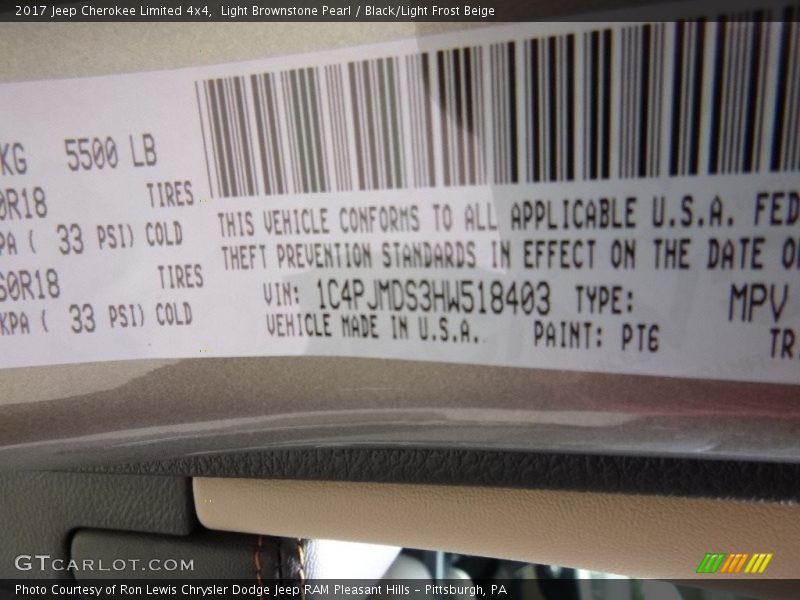 2017 Jeep Cherokee Limited 4x4, Light Brownstone Pearl / Black/Light Frost Beige
KG 5500 LB
0R18 TIRES
PA ( 33 PSI) COLD
60R18 TIRES
KPA ( 33 PSI) COLD
THIS VEHICLE CONFORMS TO ALL APPLICABLE U.S.A. FED
THEFT PREVENTION STANDARDS IN EFFECT ON THE DATE O
VIN: 1C4PJMDS3HW518403 TYPE: MPV
VEHICLE MADE IN U.S.A. PAINT: PT6
TR
GTCARLOT.COM
Photo Courtesy of Ron Lewis Chrysler Dodge Jeep RAM Pleasant Hills - Pittsburgh, PA